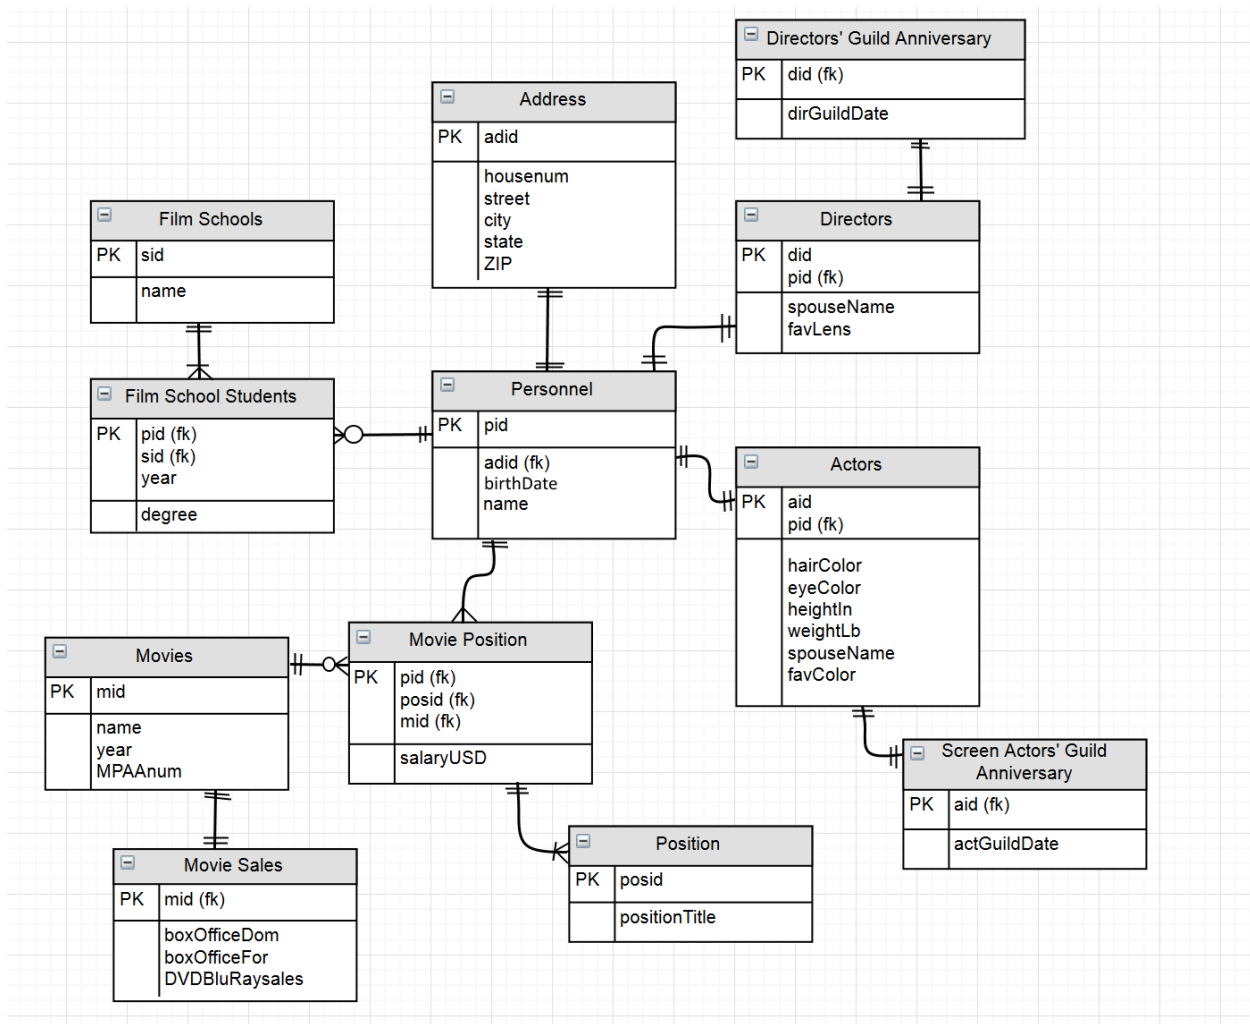 Directors' Guild Anniversary
PK did (fk)
dirGuildDate
Address
PK adid
housenum
street
city
state
ZIP
Film Schools
PK sid
name
Directors
PK did
pid (fk)
spouseName
favLens
Film School Students
PK pid (fk)
sid (fk)
year
degree
Personnel
PK pid
adid (fk)
birthDate
name
Actors
PK aid
pid (fk)
hairColor
eyeColor
heightIn
weightLb
spouseName
favColor
Movies
PK mid
name
year
MPAAnum
Movie Position
PK pid (fk)
posid (fk)
mid (fk)
salaryUSD
Screen Actors' Guild
Anniversary
PK aid (fk)
actGuildDate
Movie Sales
PK mid (fk)
boxOfficeDom
boxOfficeFor
DVDBluRaysales
Position
PK posid
positionTitle